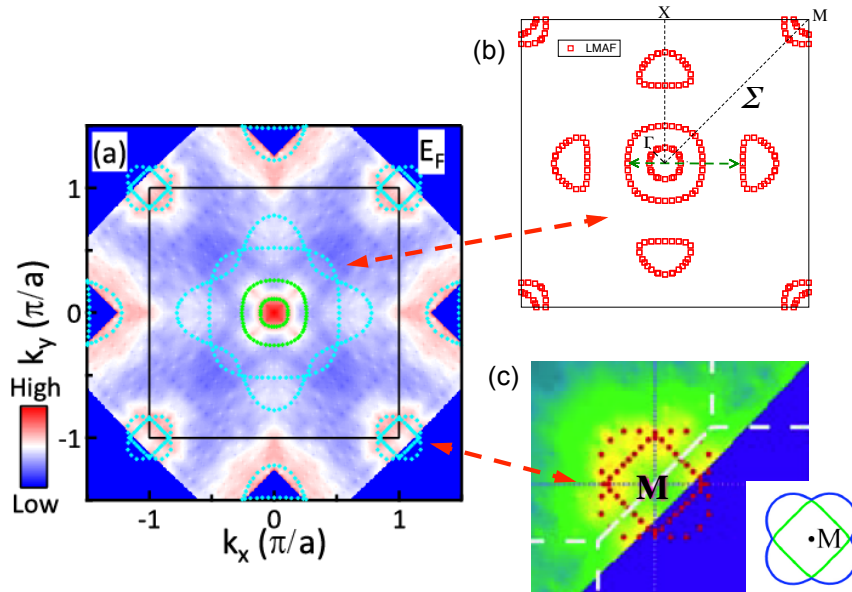 (a)
E_F
k_y (π/a)
1
0
-1
High
Low
-1
0
1
k_x (π/a)
(b)
X
M
LMAF
Σ
Γ
(c)
M
M